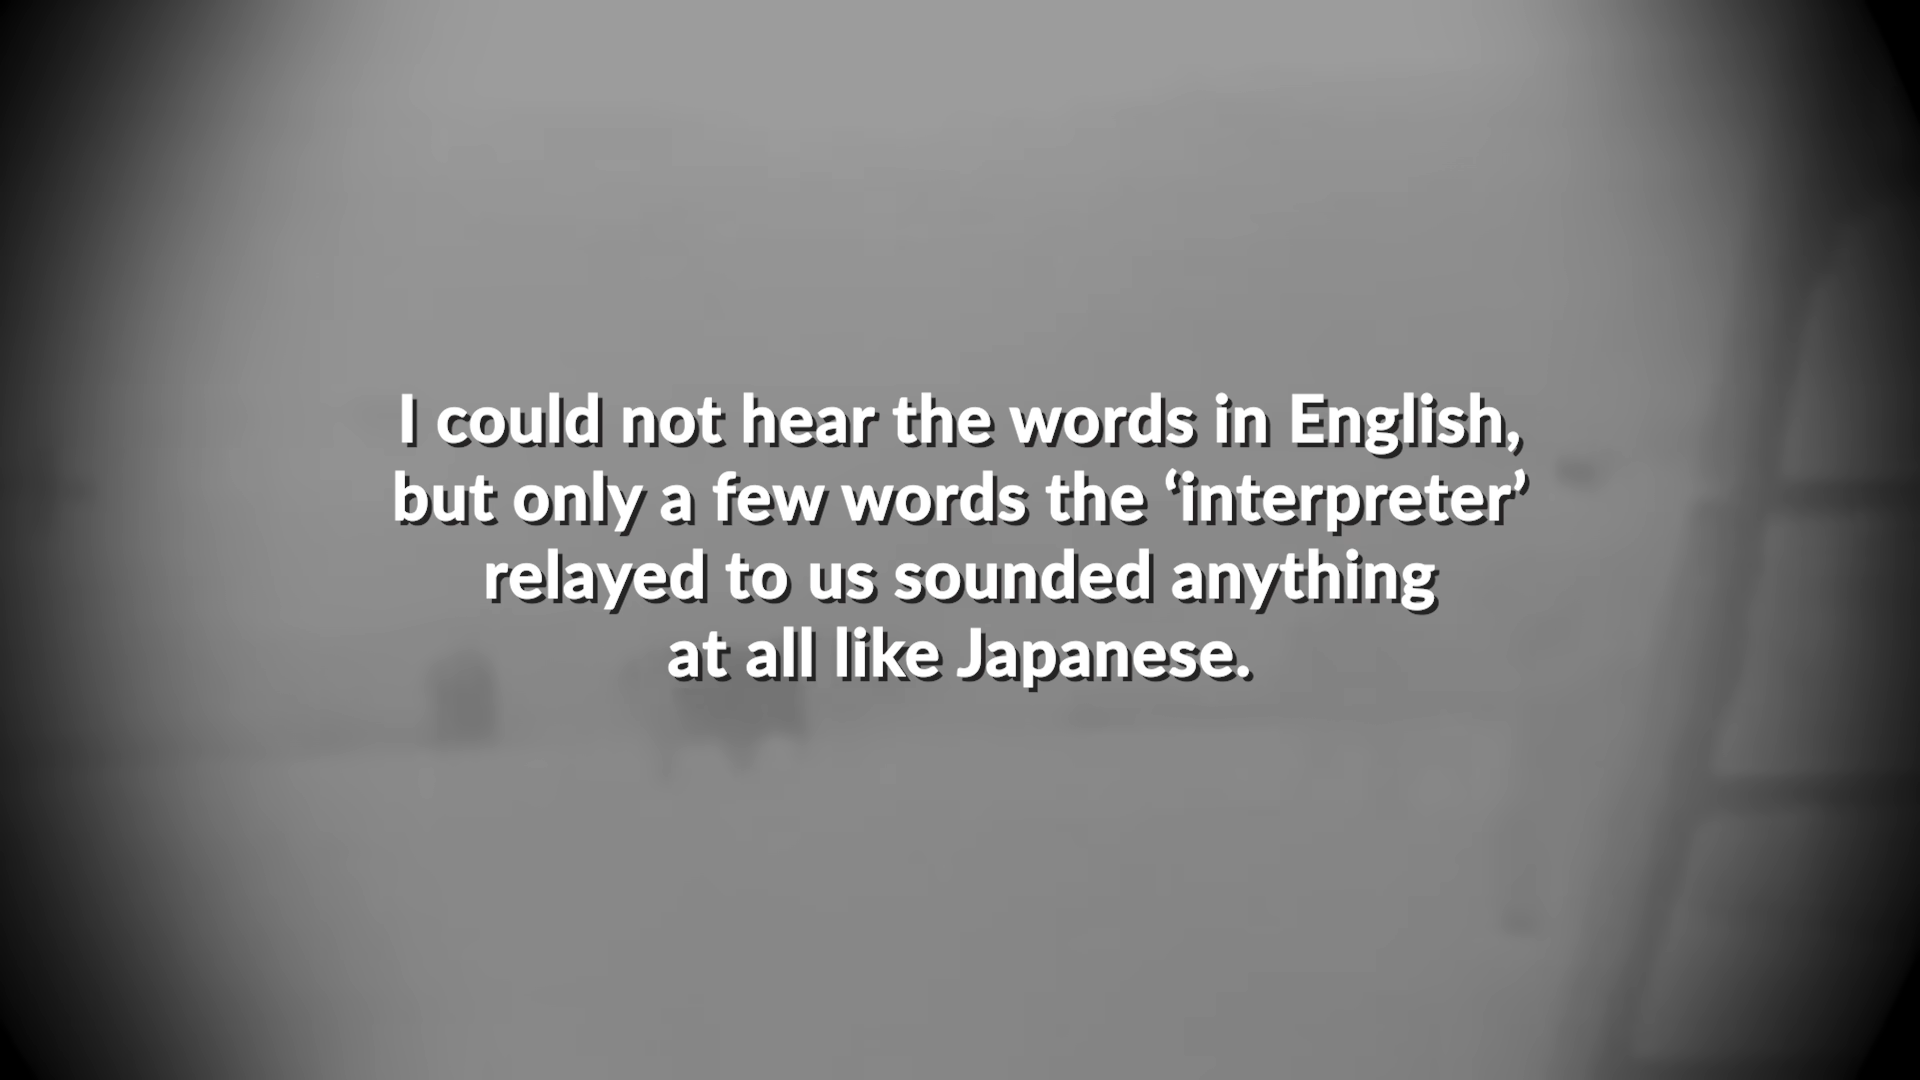 I could not hear the words in English,
but only a few words the ‘interpreter’
relayed to us sounded anything
at all like Japanese.